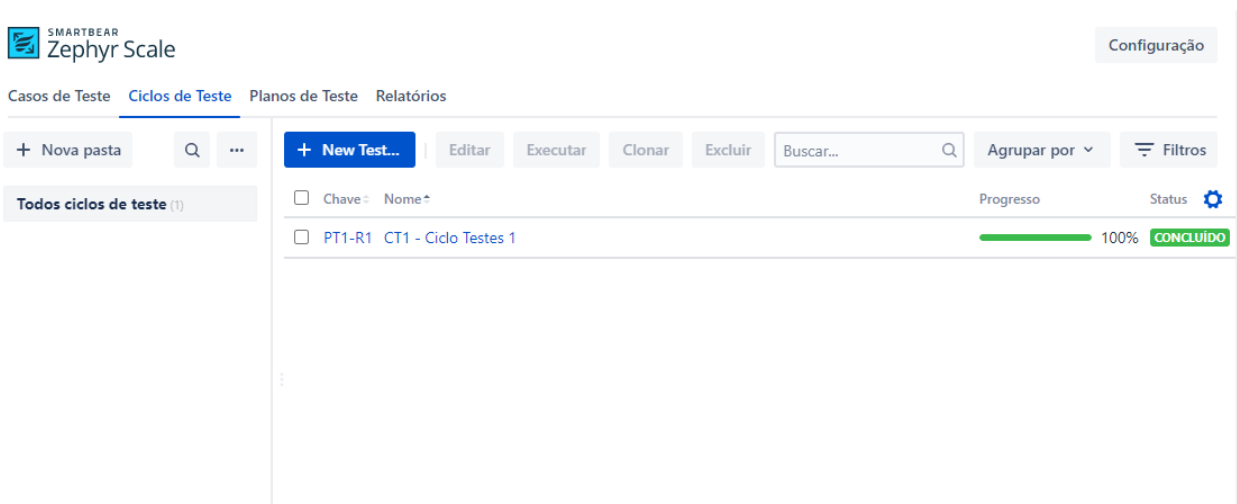 SMARTBEAR
Zephyr Scale
Configuração
Casos de Teste Ciclos de Teste Planos de Teste Relatórios
+ Nova pasta ... + New Test... Editar Executar Clonar Excluir Buscar... Agrupar por Filtros
Todos ciclos de teste (1) Chave Nome Progresso Status
PT1-R1 CT1 - Ciclo Testes 1 100% CONCLUÍDO